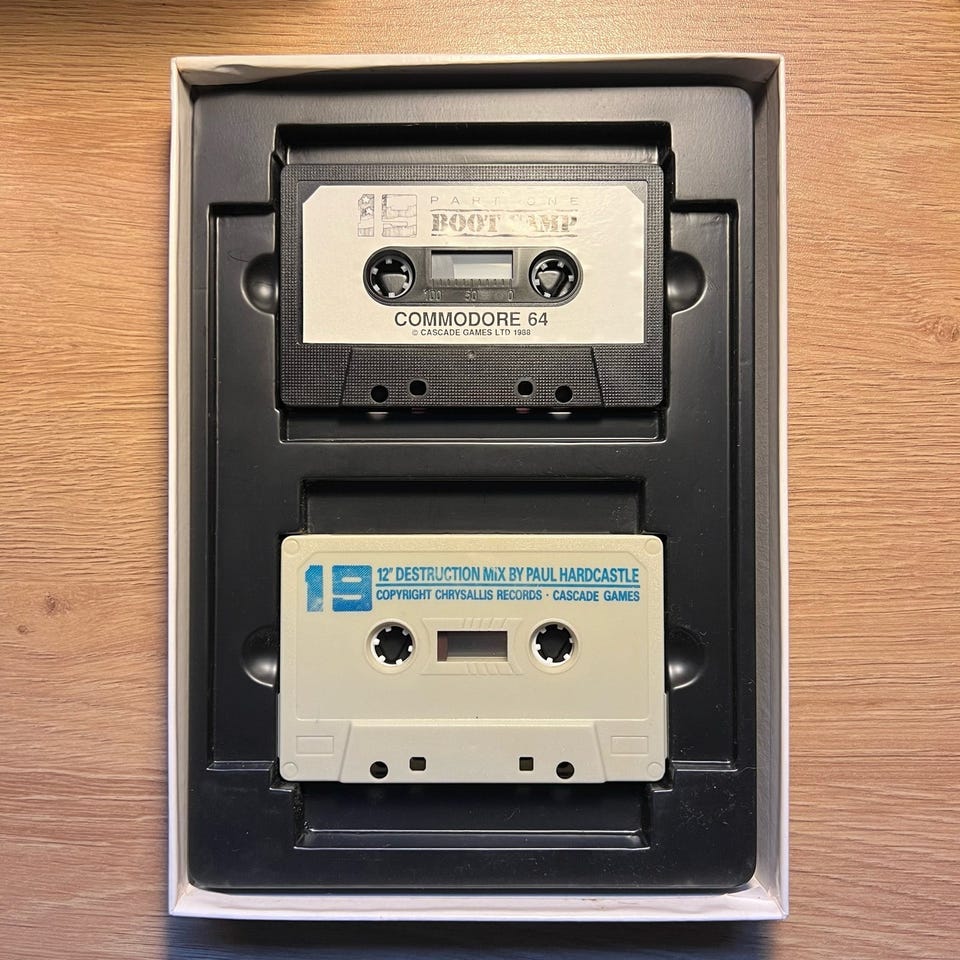 19 PART ONE
BOOT CAMP
100 50 0
COMMODORE 64
© CASCADE GAMES LTD 1988
19 12" DESTRUCTION MIX BY PAUL HARDCASTLE
COPYRIGHT CHRYSALLIS RECORDS · CASCADE GAMES